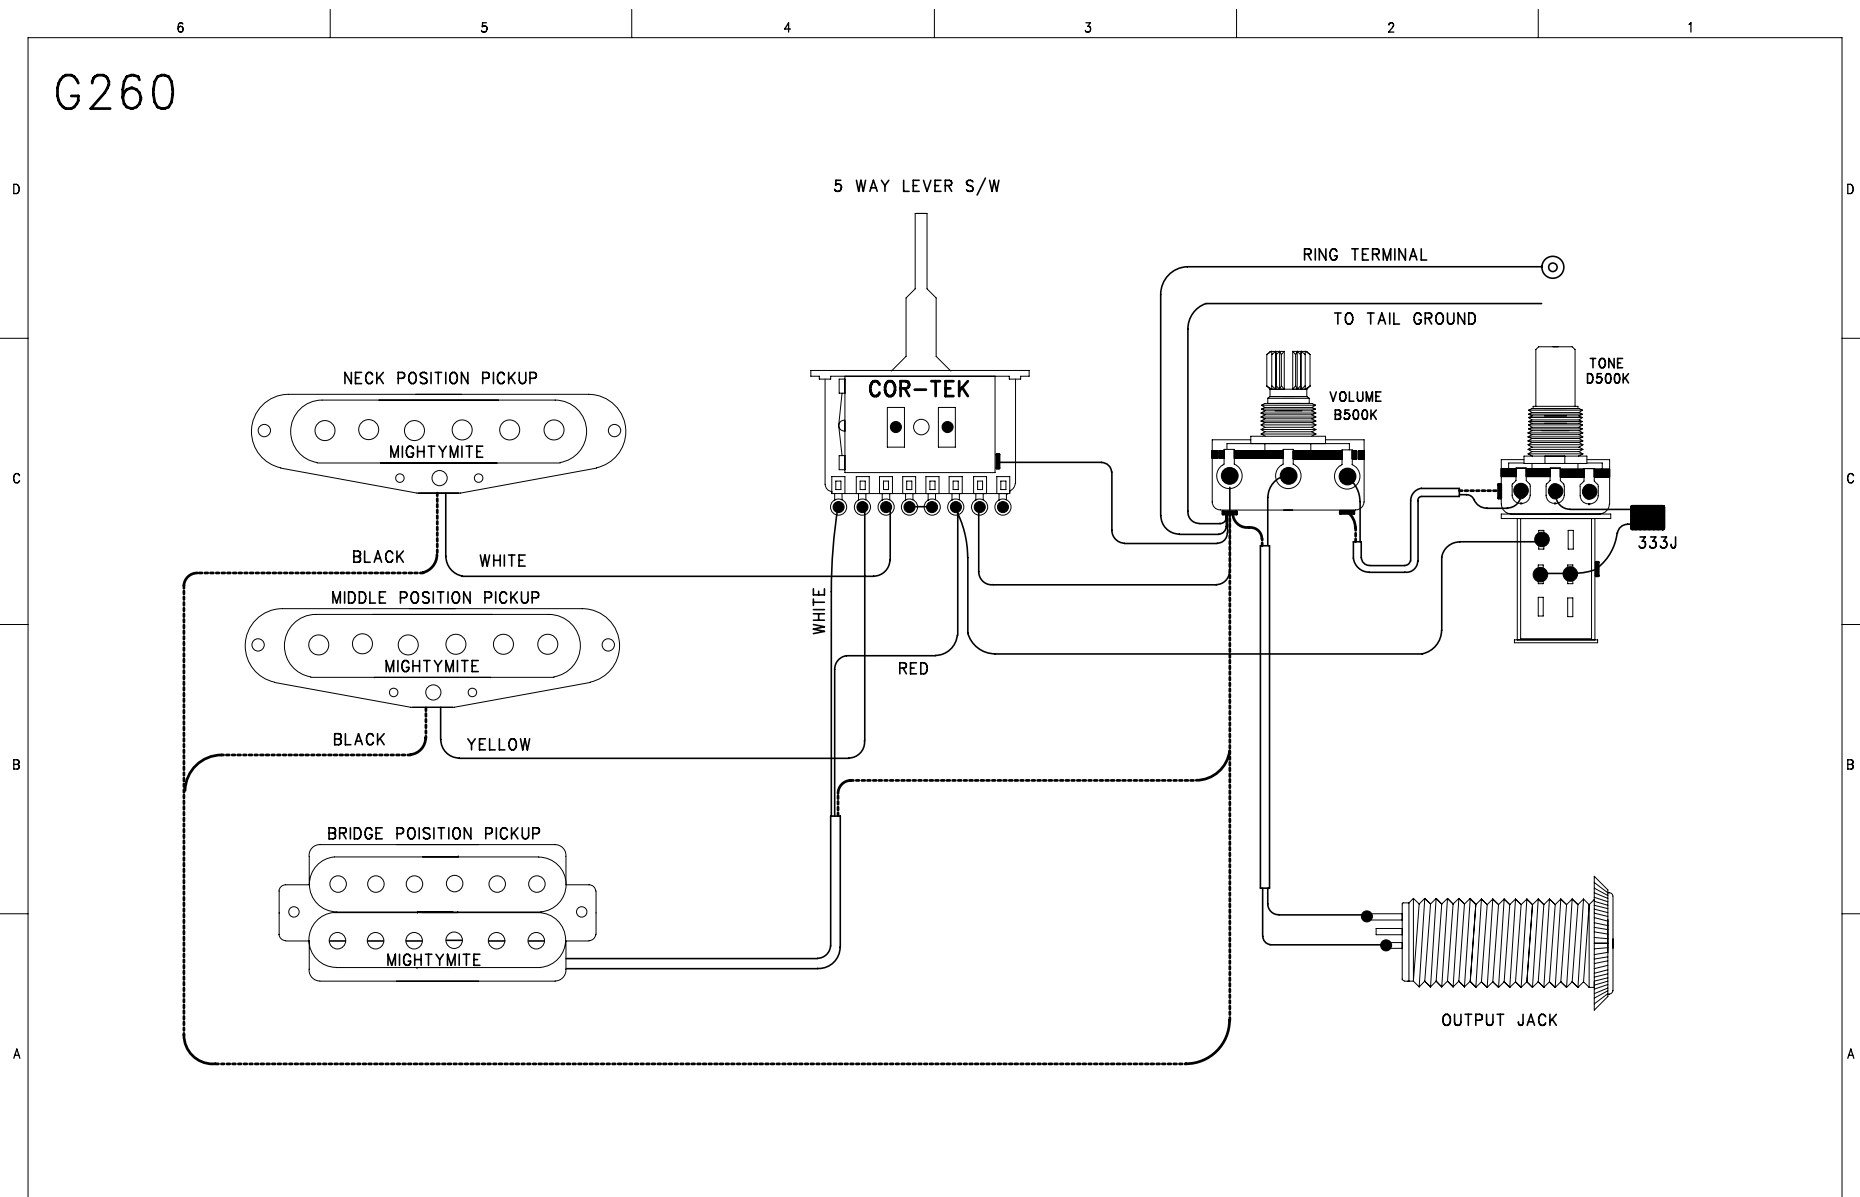 6 5 4 3 2 1
G260
D D
5 WAY LEVER S/W
RING TERMINAL
TO TAIL GROUND
TONE
D500K
NECK POSITION PICKUP
COR-TEK
VOLUME
B500K
MIGHTYMITE
C C
333J
BLACK WHITE
MIDDLE POSITION PICKUP
WHITE
MIGHTYMITE
RED
BLACK YELLOW
B B
BRIDGE POISITION PICKUP
MIGHTYMITE
OUTPUT JACK
A A